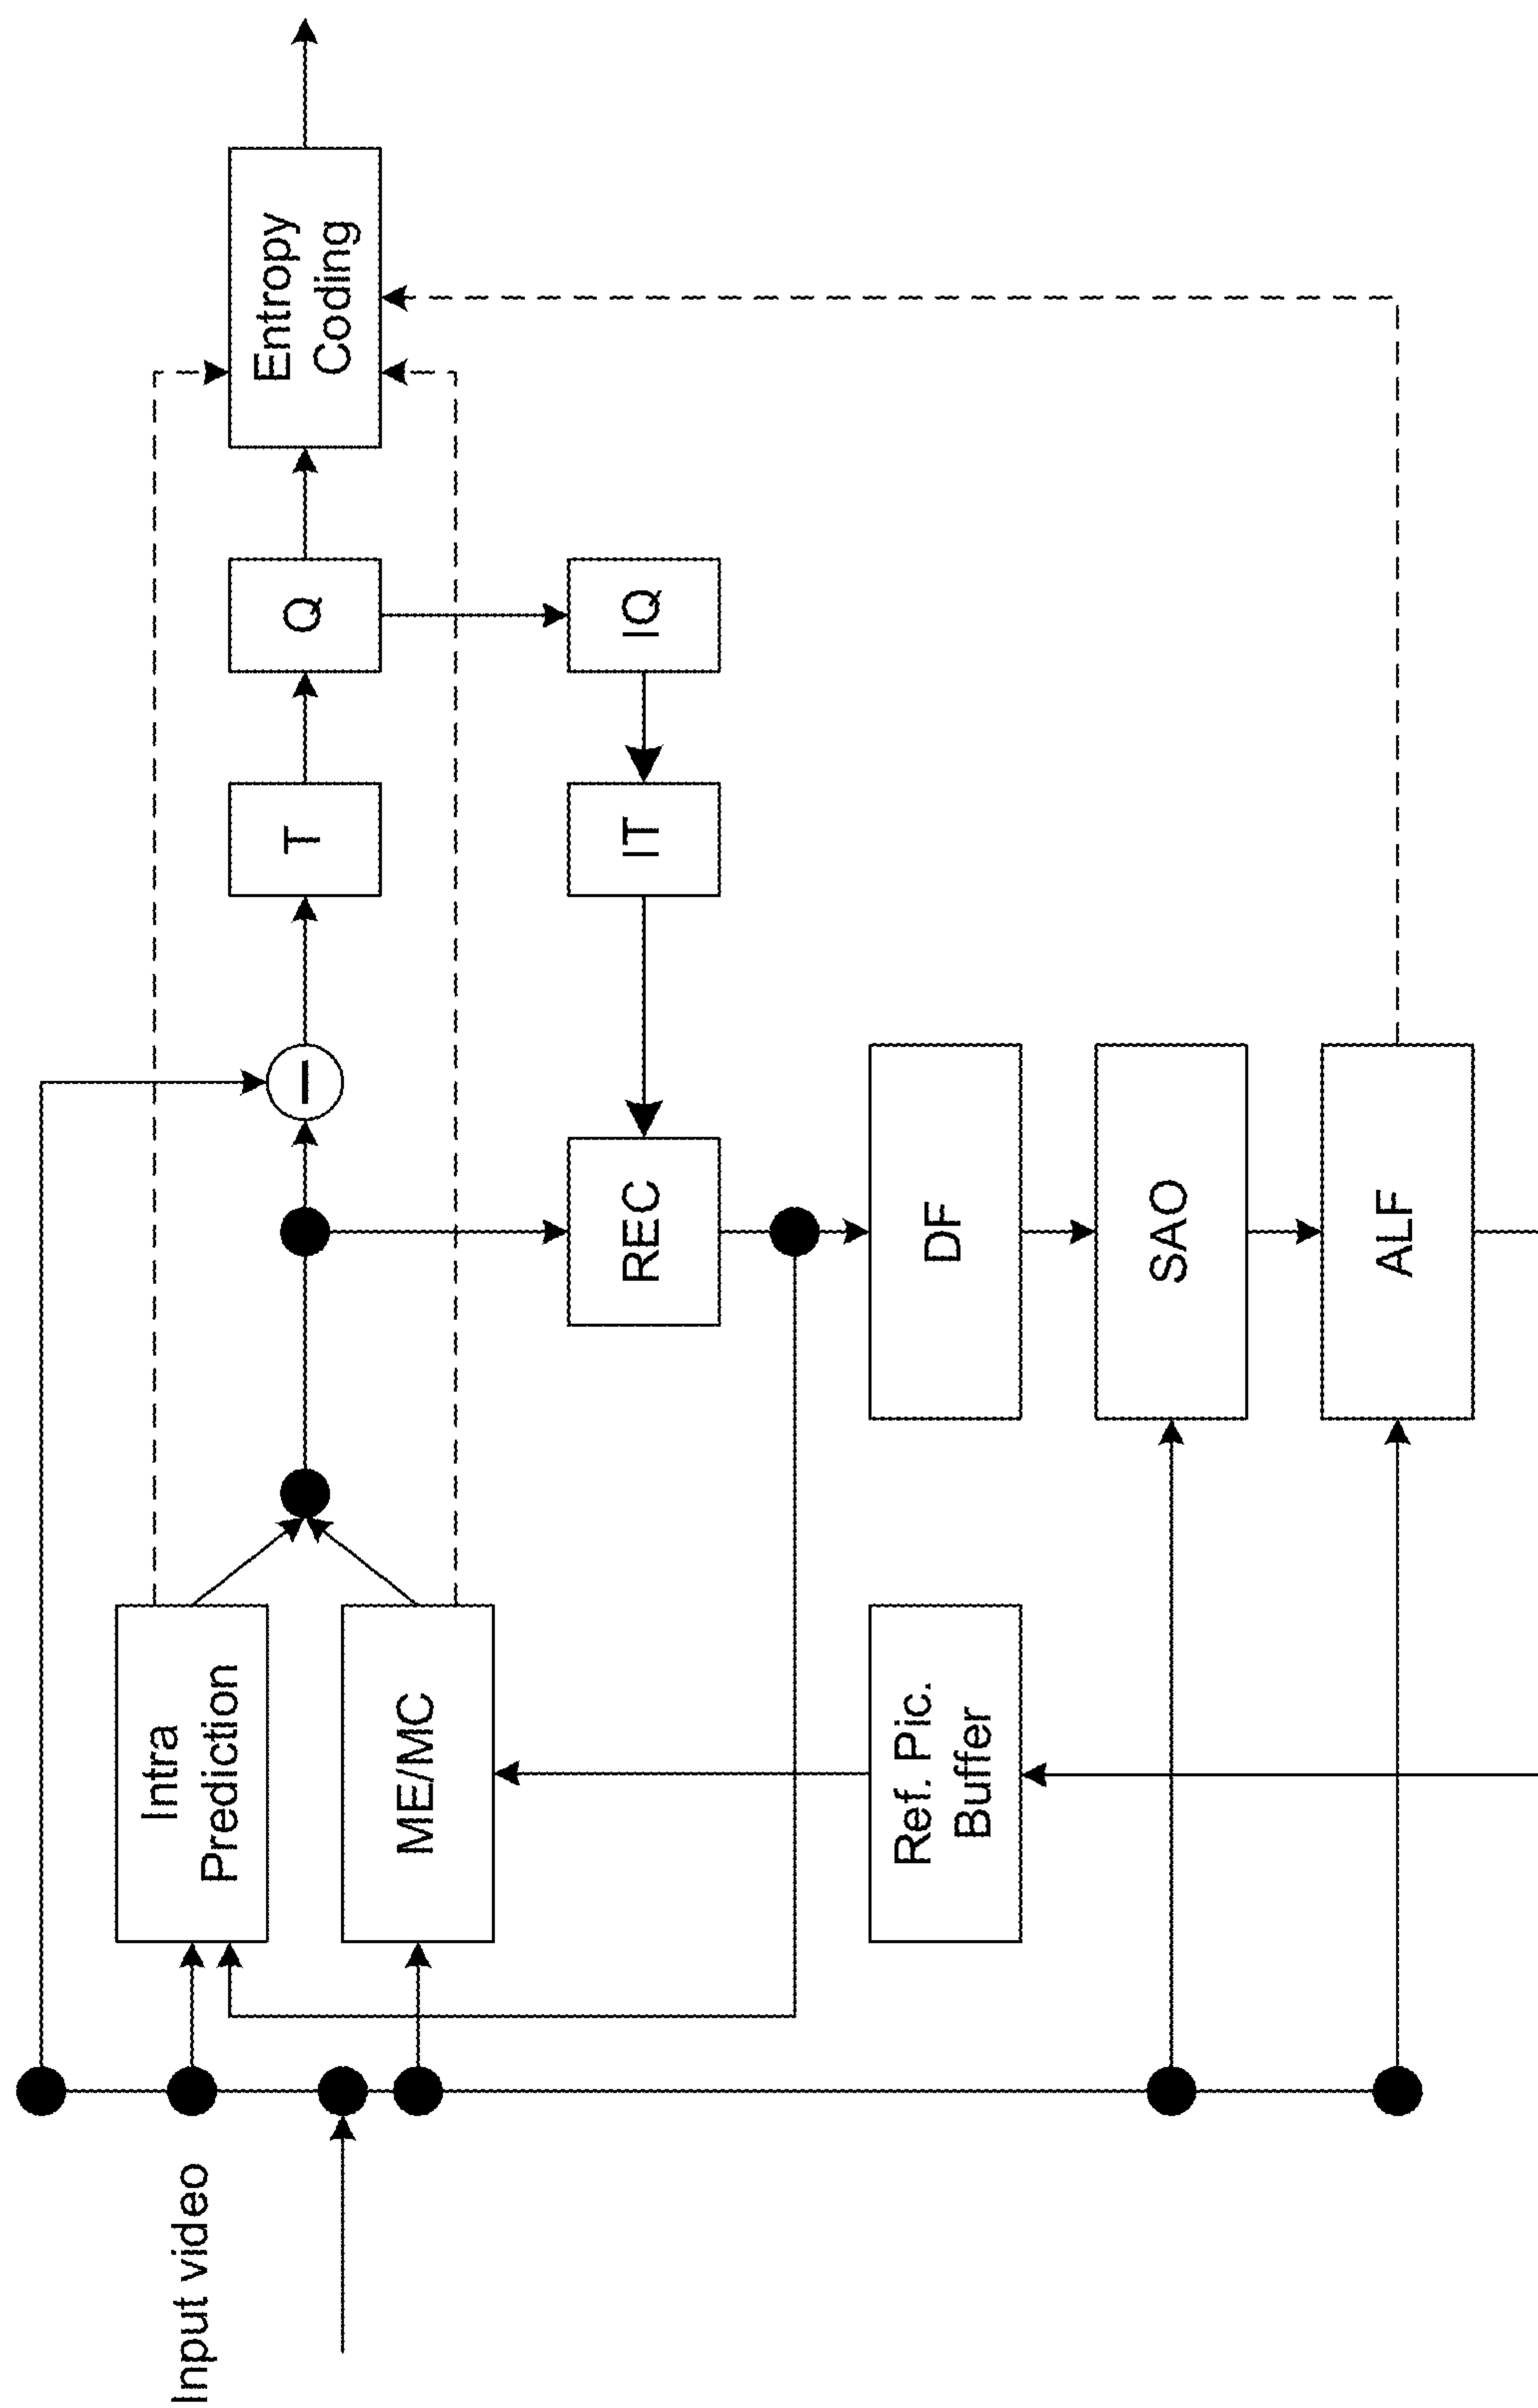 Input video
Intra
Prediction
ME/MC
T
Q
Entropy
Coding
IQ
IT
REC
DF
SAO
ALF
Ref. Pic.
Buffer